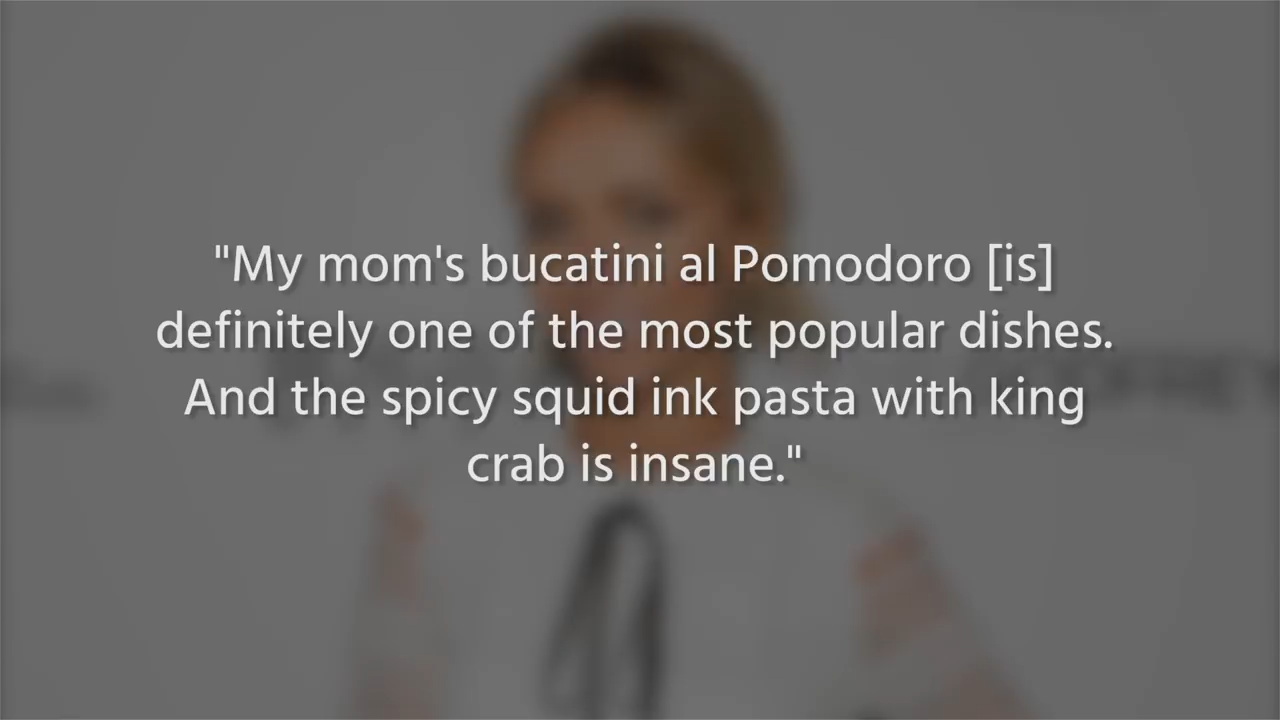 "My mom's bucatini al Pomodoro [is]
definitely one of the most popular dishes.
And the spicy squid ink pasta with king
crab is insane."